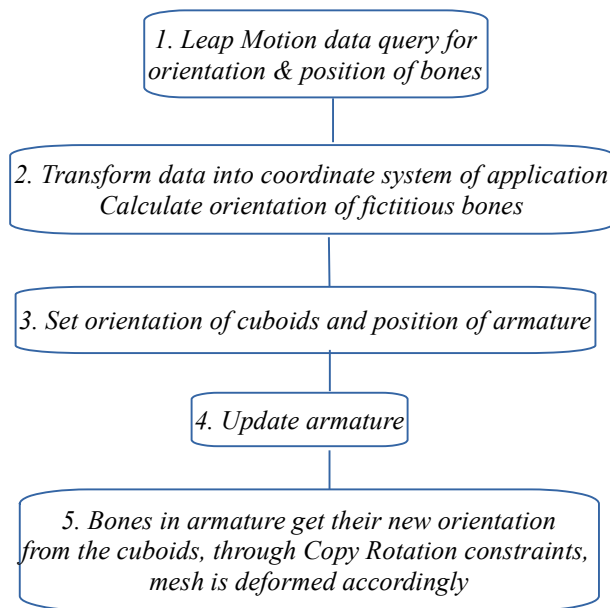 1. Leap Motion data query for
orientation & position of bones
2. Transform data into coordinate system of application
Calculate orientation of fictitious bones
3. Set orientation of cuboids and position of armature
4. Update armature
5. Bones in armature get their new orientation
from the cuboids, through Copy Rotation constraints,
mesh is deformed accordingly